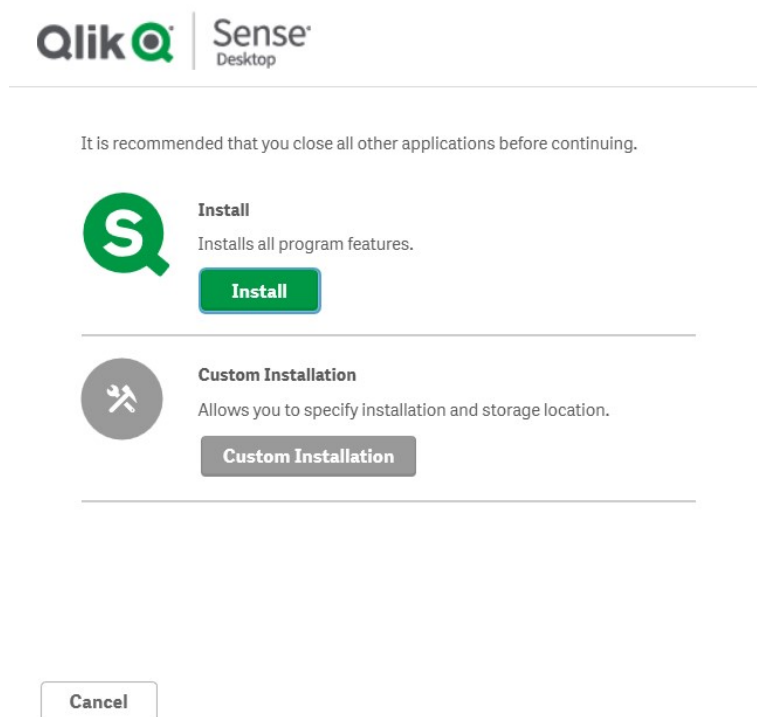 Qlik Sense
Desktop
It is recommended that you close all other applications before continuing.
S
Install
Installs all program features.
Install
Custom Installation
Allows you to specify installation and storage location.
Custom Installation
Cancel